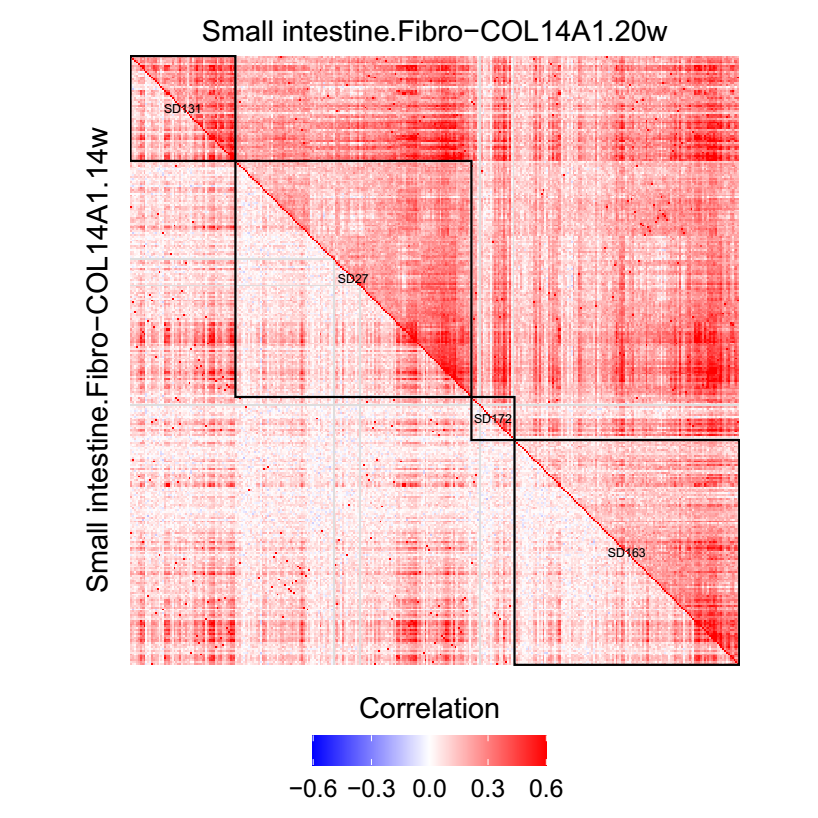 Small intestine.Fibro−COL14A1.20w
Small intestine.Fibro−COL14A1.14w
SD131
SD27
SD172
SD163
Correlation
−0.6 −0.3 0.0 0.3 0.6